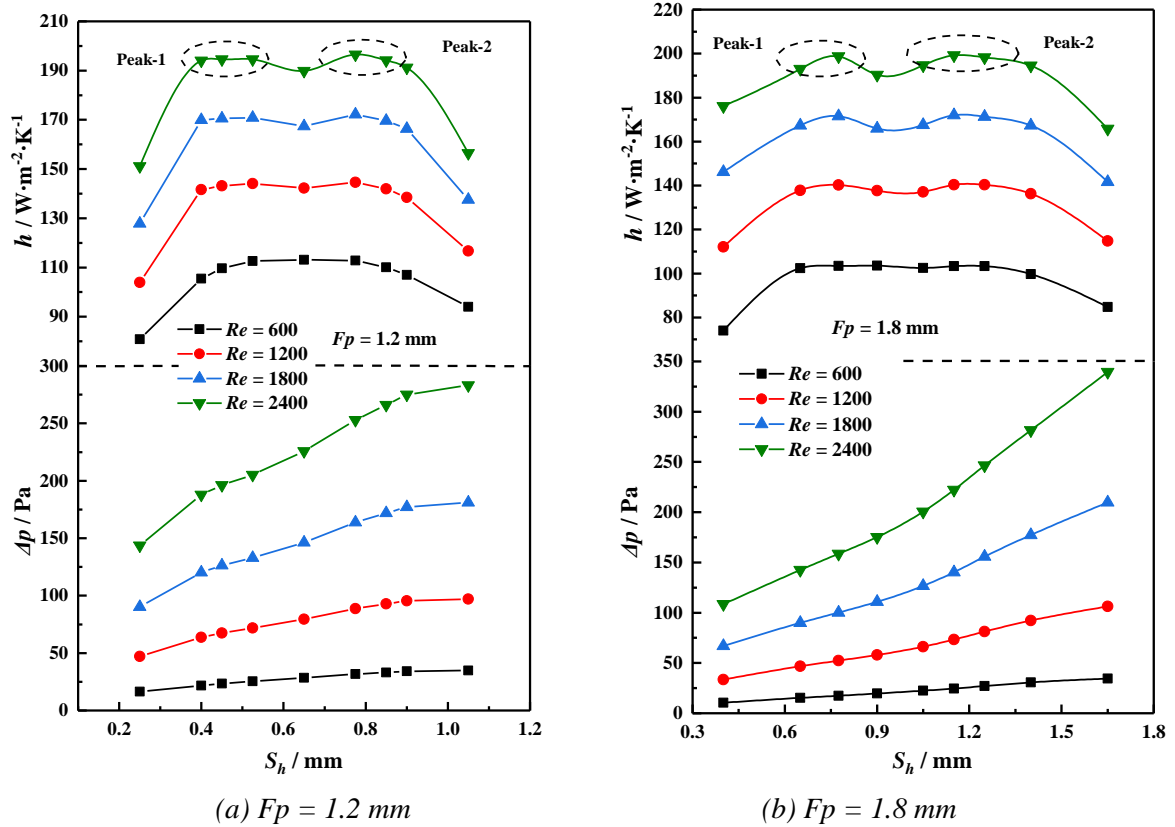 210
190
170
150
130
110
90
300
250
200
150
100
50
0
h / W·m⁻²·K⁻¹
Δp / Pa
Peak-1
Peak-2
Fp = 1.2 mm
Re = 600
Re = 1200
Re = 1800
Re = 2400
0.2 0.4 0.6 0.8 1.0 1.2
S_h / mm
(a) Fp = 1.2 mm
220
200
180
160
140
120
100
80
350
300
250
200
150
100
50
0
h / W·m⁻²·K⁻¹
Δp / Pa
Peak-1
Peak-2
Fp = 1.8 mm
Re = 600
Re = 1200
Re = 1800
Re = 2400
0.3 0.6 0.9 1.2 1.5 1.8
S_h / mm
(b) Fp = 1.8 mm